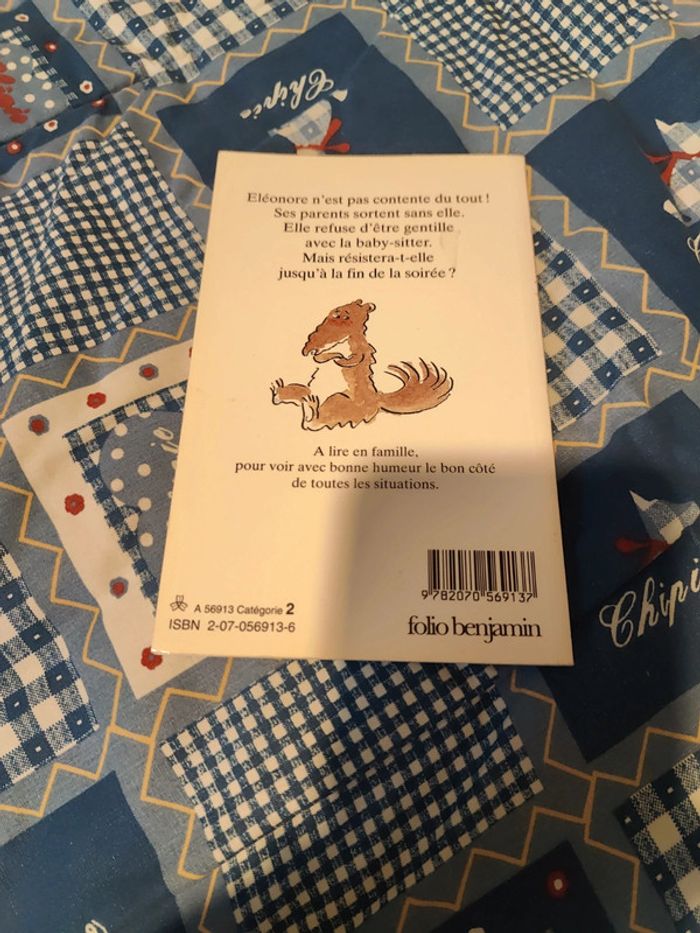 Chipie
Eléonore n'est pas contente du tout !
Ses parents sortent sans elle.
Elle refuse d'être gentille
avec la baby-sitter.
Mais résistera-t-elle
jusqu'à la fin de la soirée ?
A lire en famille,
pour voir avec bonne humeur le bon côté
de toutes les situations.
9 782070 569137
A 56913 Catégorie 2
ISBN 2-07-056913-6
folio benjamin
Chipie